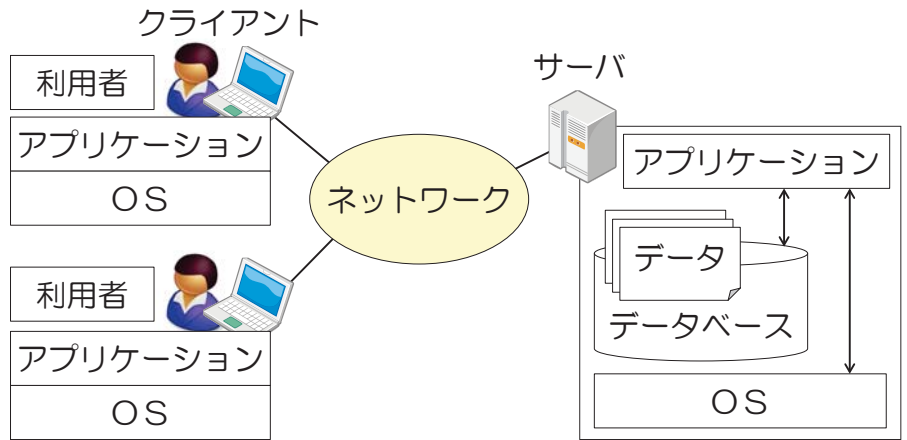 クライアント
利用者
アプリケーション
ＯＳ
利用者
アプリケーション
ＯＳ
ネットワーク
サーバ
アプリケーション
データ
データベース
ＯＳ